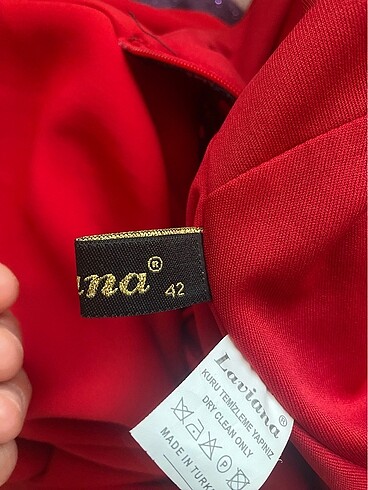 ana®
42
Laviana®
KURU TEMİZLEME YAPINIZ
DRY CLEAN ONLY
MADE IN TURK